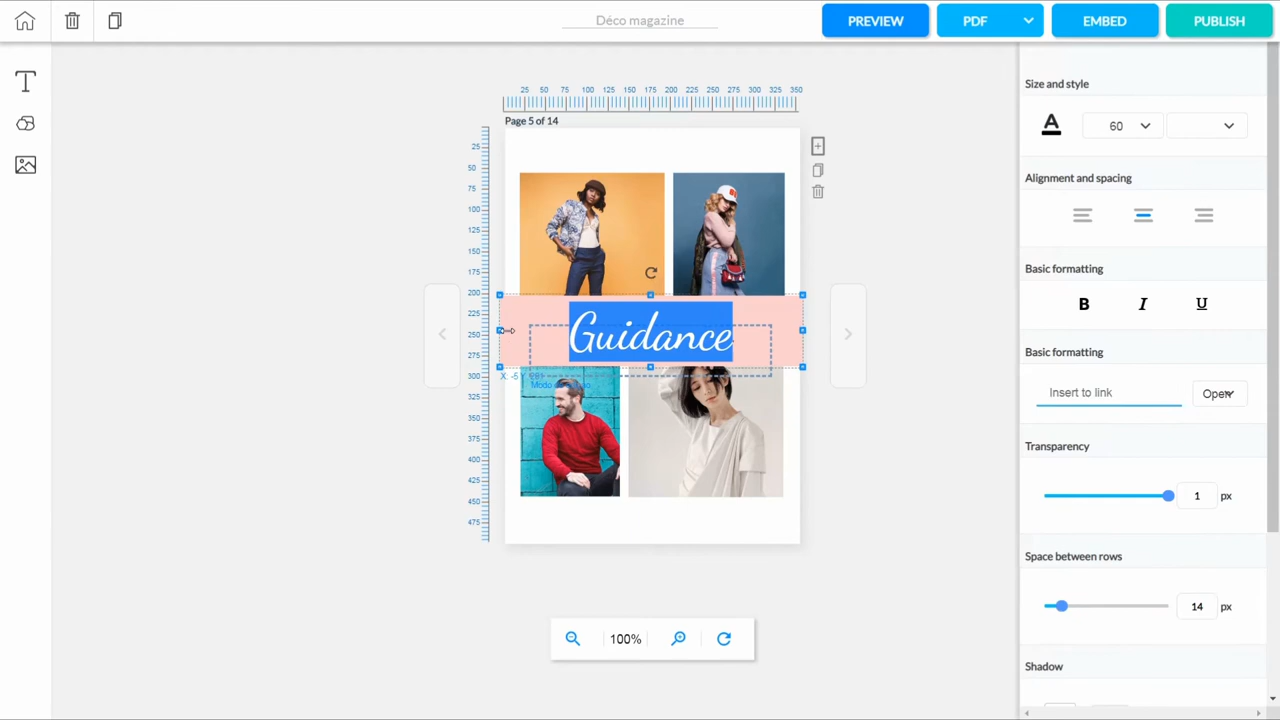 Déco magazine
PREVIEW
PDF
EMBED
PUBLISH
T
Size and style
A
60
Alignment and spacing
Basic formatting
B I U
Basic formatting
Insert to link
Open
Transparency
1 px
Space between rows
14 px
Shadow
25 50 75 100 125 150 175 200 225 250 275 300 325 350
Page 5 of 14
25
50
75
100
125
150
175
200
225
250
275
300
325
350
375
400
425
450
475
Guidance
100%